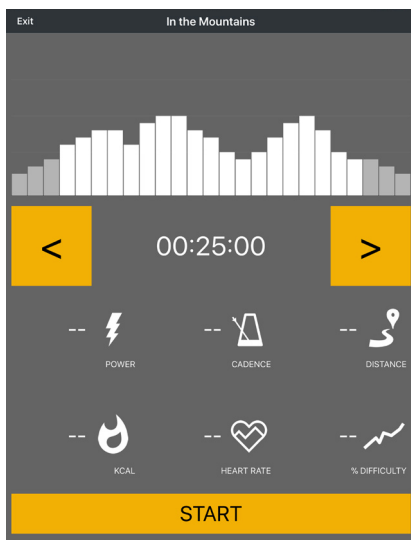 Exit In the Mountains
< 00:25:00 >
-- -- --
POWER CADENCE DISTANCE
-- -- --
KCAL HEART RATE % DIFFICULTY
START